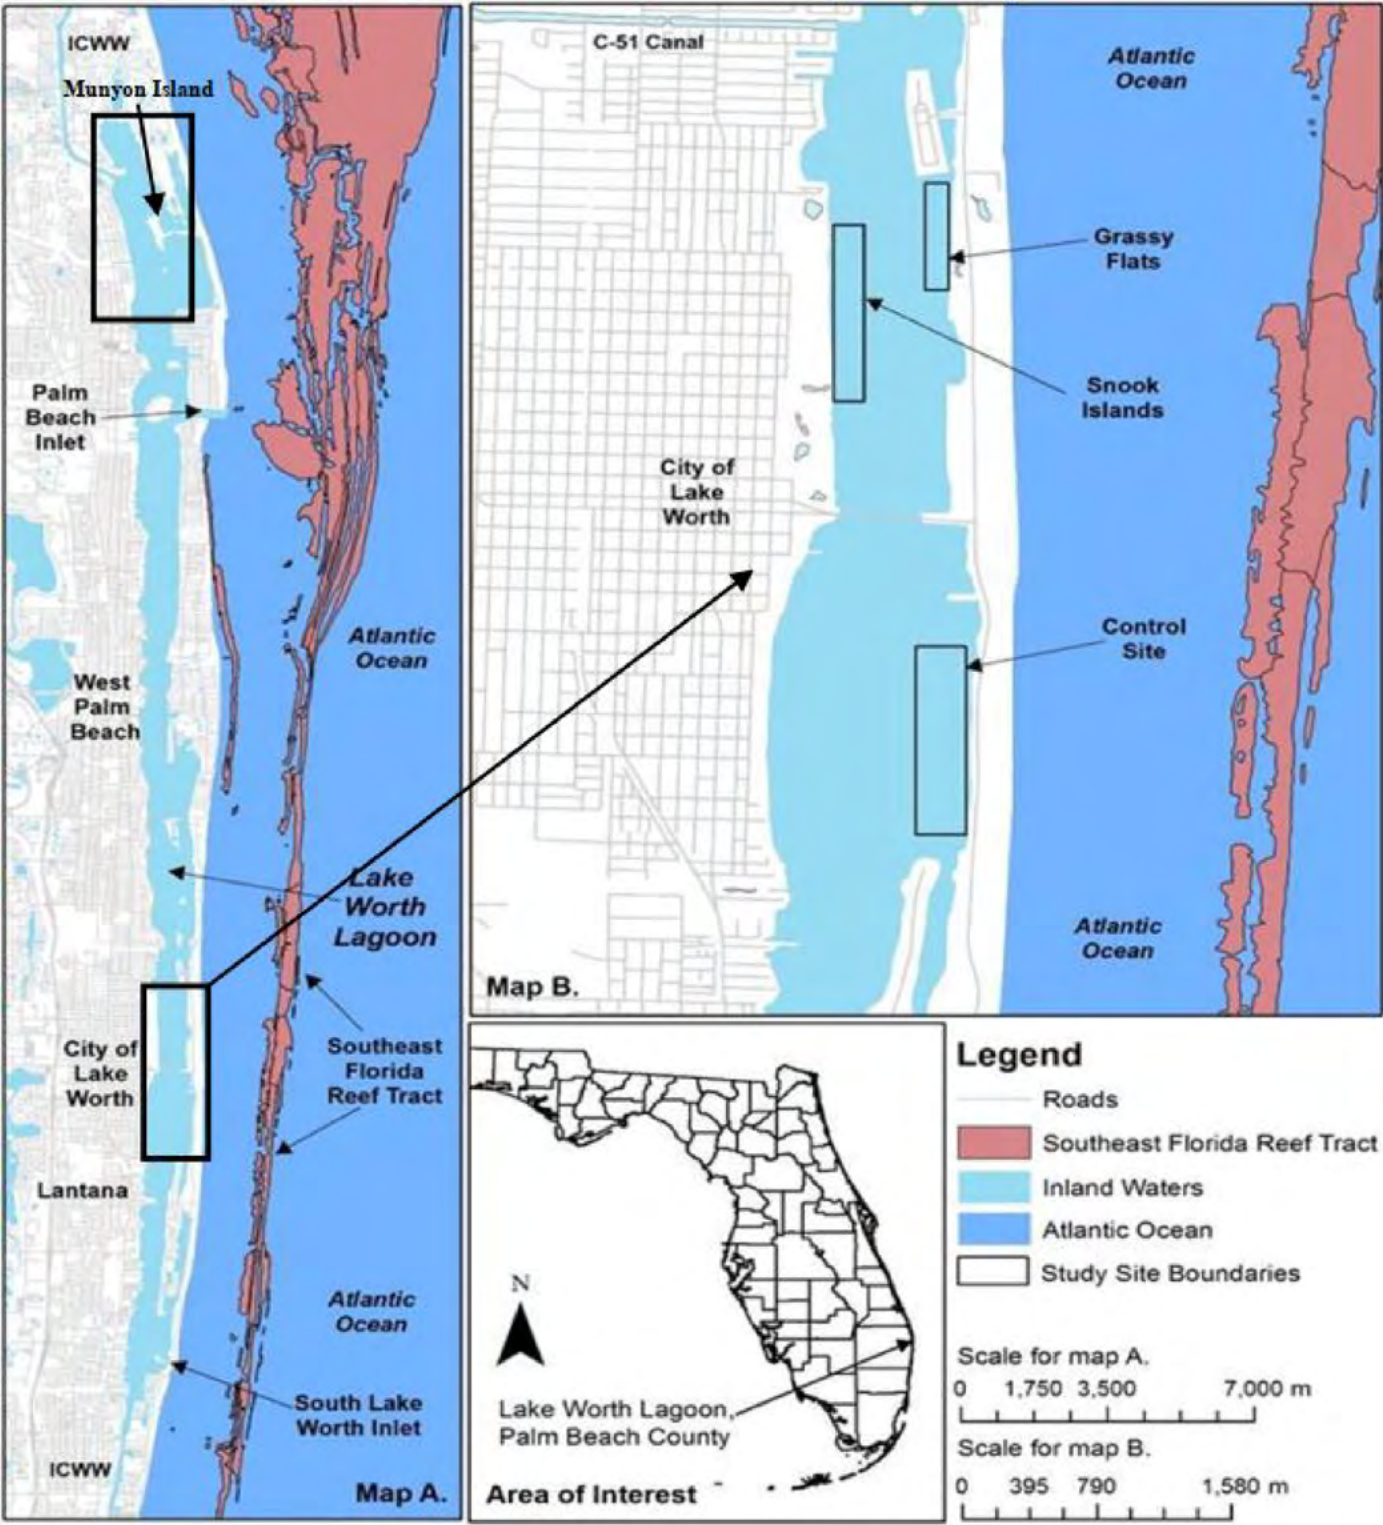 ICWW
Munyon Island
Palm
Beach
Inlet
Atlantic
Ocean
West
Palm
Beach
Lake
Worth
Lagoon
City of
Lake
Worth
Southeast
Florida
Reef Tract
Lantana
Atlantic
Ocean
South Lake
Worth Inlet
ICWW
Map A.
C-51 Canal
Atlantic
Ocean
Grassy
Flats
Snook
Islands
City of
Lake
Worth
Control
Site
Atlantic
Ocean
Map B.
N
Lake Worth Lagoon,
Palm Beach County
Area of Interest
Legend
Roads
Southeast Florida Reef Tract
Inland Waters
Atlantic Ocean
Study Site Boundaries
Scale for map A.
0 1,750 3,500 7,000 m
Scale for map B.
0 395 790 1,580 m